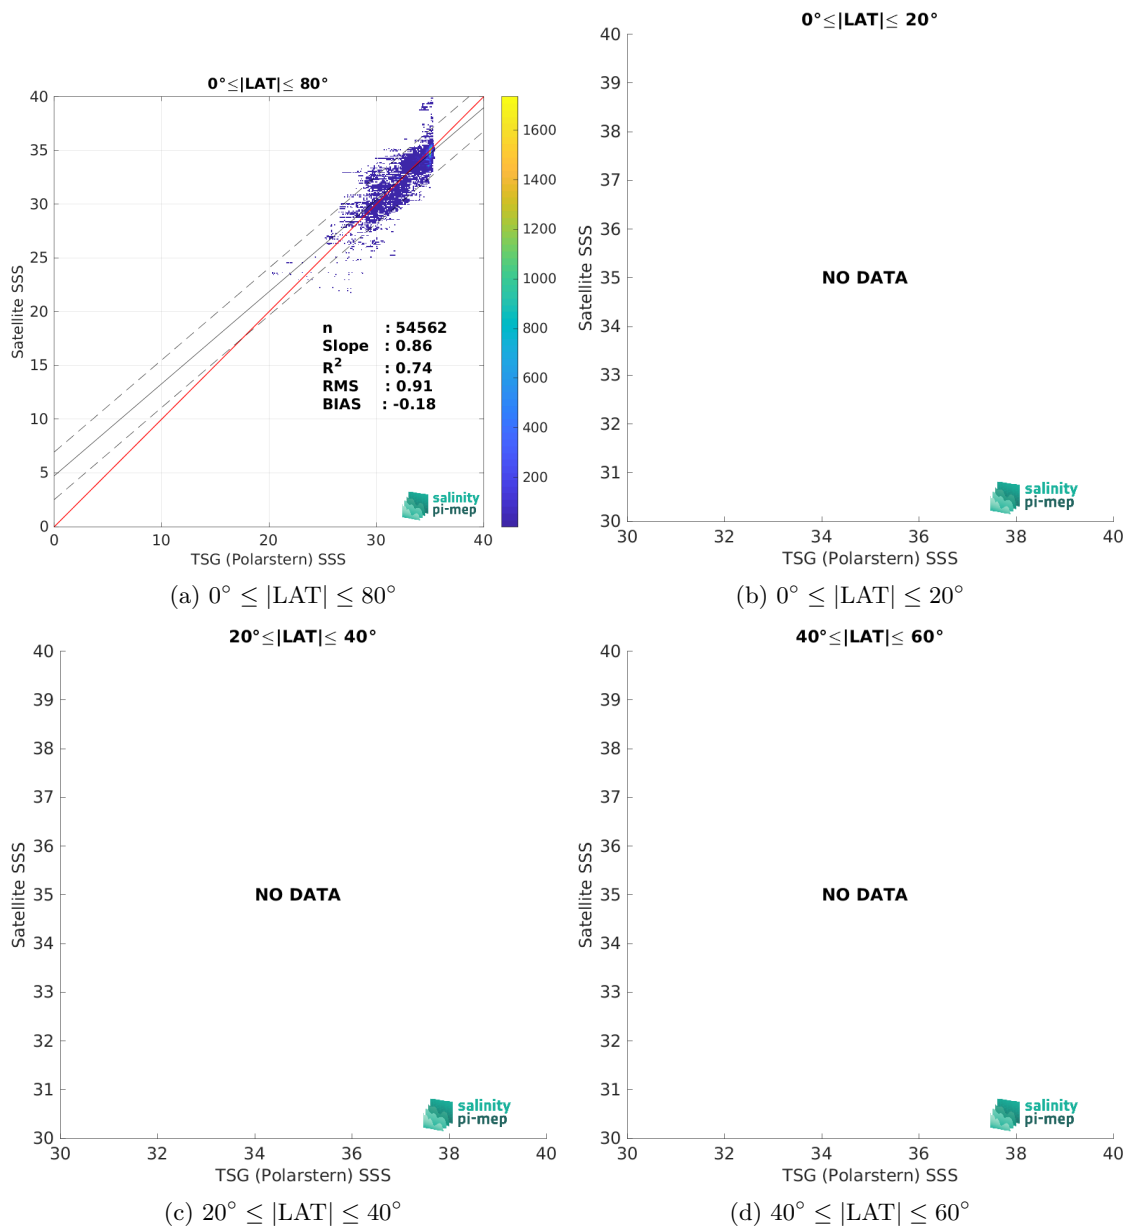 0°≤|LAT|≤ 80°
40
35
30
25
20
15
10
5
0
0
10
20
30
40
Satellite SSS
TSG (Polarstern) SSS
n : 54562
Slope : 0.86
R² : 0.74
RMS : 0.91
BIAS : -0.18
salinity
pi-mep
1600
1400
1200
1000
800
600
400
200
(a) 0° ≤ |LAT| ≤ 80°
0°≤|LAT|≤ 20°
40
39
38
37
36
35
34
33
32
31
30
30
32
34
36
38
40
Satellite SSS
TSG (Polarstern) SSS
NO DATA
salinity
pi-mep
(b) 0° ≤ |LAT| ≤ 20°
20°≤|LAT|≤ 40°
40
39
38
37
36
35
34
33
32
31
30
30
32
34
36
38
40
Satellite SSS
TSG (Polarstern) SSS
NO DATA
salinity
pi-mep
(c) 20° ≤ |LAT| ≤ 40°
40°≤|LAT|≤ 60°
40
39
38
37
36
35
34
33
32
31
30
30
32
34
36
38
40
Satellite SSS
TSG (Polarstern) SSS
NO DATA
salinity
pi-mep
(d) 40° ≤ |LAT| ≤ 60°